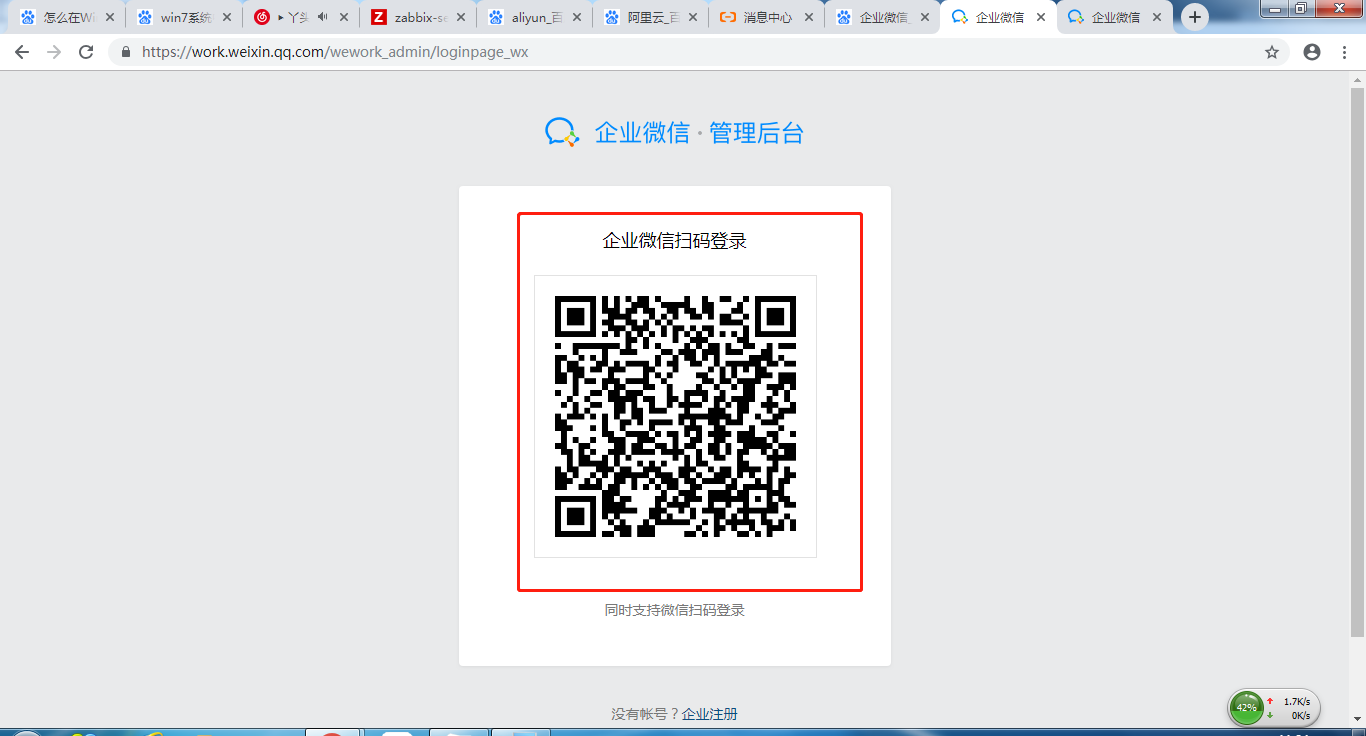 怎么在Wi
win7系统
丫头
zabbix-se
aliyun_百
阿里云_百
消息中心
企业微信_
企业微信
企业微信
https://work.weixin.qq.com/wework_admin/loginpage_wx
企业微信·管理后台
企业微信扫码登录
同时支持微信扫码登录
没有帐号？企业注册
42%
1.7K/s
0K/s